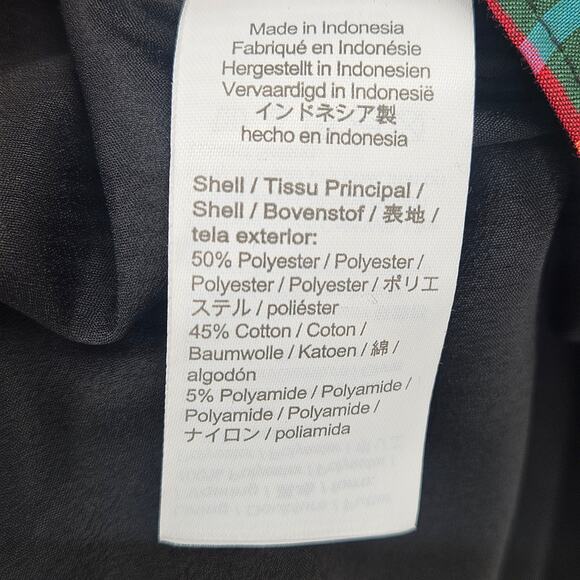 Made in Indonesia
Fabriqué en Indonésie
Hergestellt in Indonesien
Vervaardigd in Indonesië
インドネシア製
hecho en indonesia
Shell / Tissu Principal /
Shell / Bovenstof / 表地 /
tela exterior:
50% Polyester / Polyester /
Polyester / Polyester / ポリエ
ステル / poliéster
45% Cotton / Coton /
Baumwolle / Katoen / 綿 /
algodón
5% Polyamide / Polyamide /
Polyamide / Polyamide /
ナイロン / poliamida